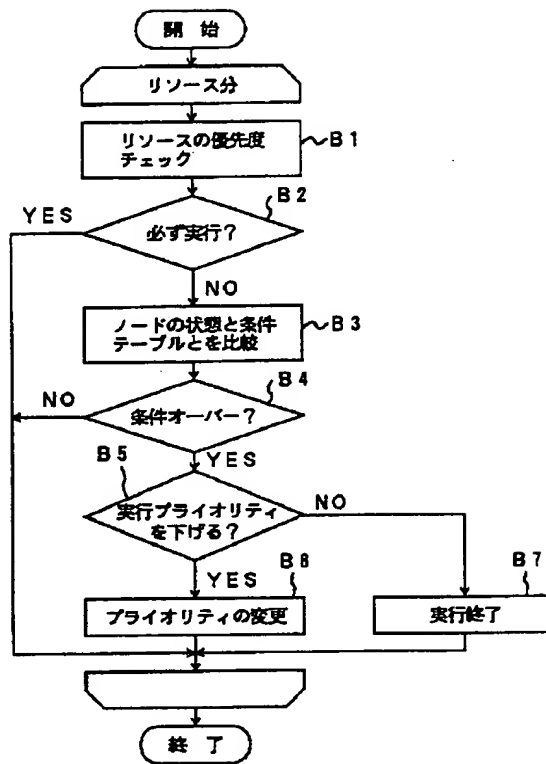 開 始
リソース分
リソースの優先度
チェック
B1
B2
YES
必ず実行?
NO
ノードの状態と条件
テーブルとを比較
B3
B4
NO
条件オーバー?
YES
B5
実行プライオリティ
を下げる?
NO
YES
B6
プライオリティの変更
B7
実行終了
終 了